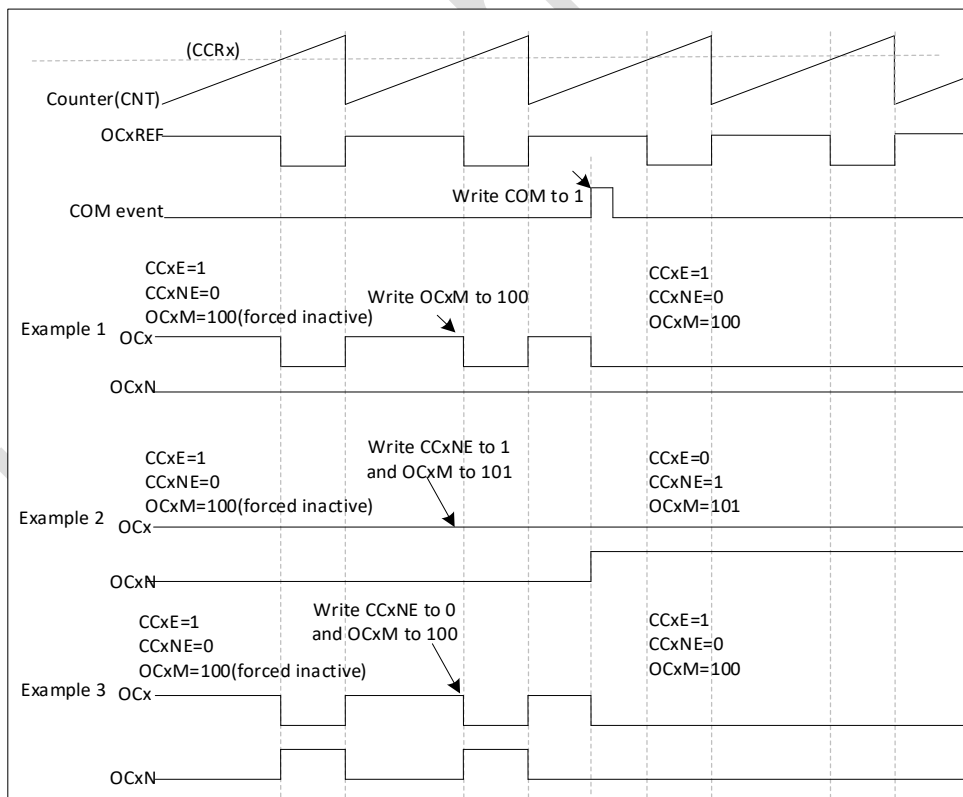 (CCRx)
Counter(CNT)
OCxREF
Write COM to 1
COM event
CCxE=1
CCxNE=0
OCxM=100(forced inactive)
Write OCxM to 100
CCxE=1
CCxNE=0
OCxM=100
Example 1
OCx
OCxN
CCxE=1
CCxNE=0
OCxM=100(forced inactive)
Write CCxNE to 1
and OCxM to 101
CCxE=0
CCxNE=1
OCxM=101
Example 2
OCx
OCxN
CCxE=1
CCxNE=0
OCxM=100(forced inactive)
Write CCxNE to 0
and OCxM to 100
CCxE=1
CCxNE=0
OCxM=100
Example 3
OCx
OCxN